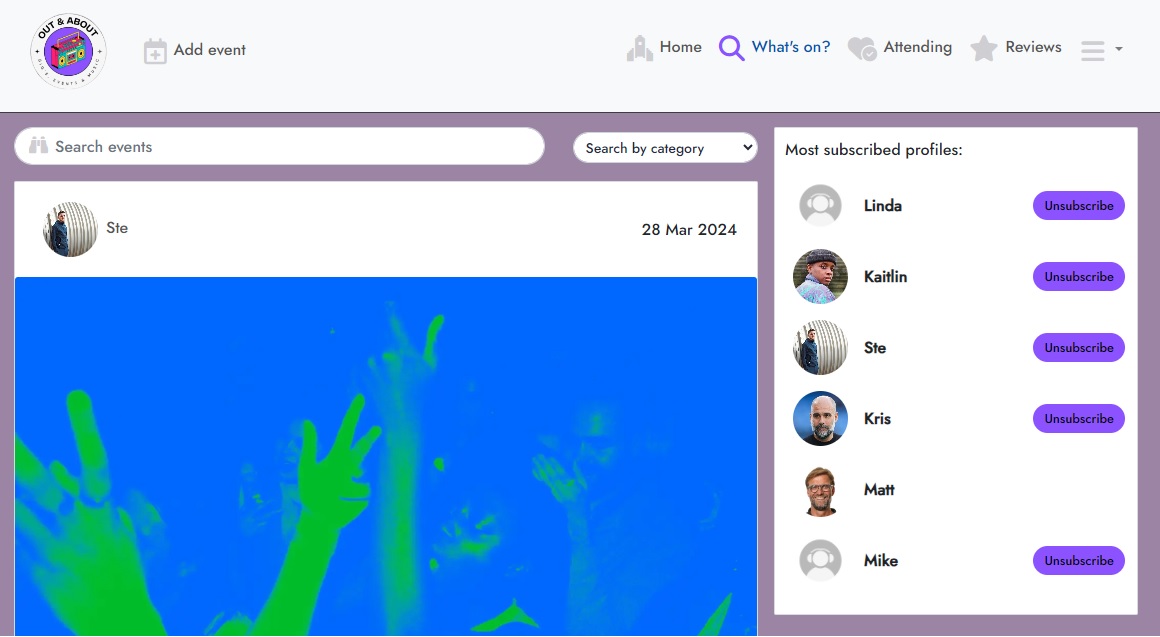 OUT & ABOUT
GIGS, EVENTS & MUSIC
Add event
Home
What's on?
Attending
Reviews
Search events
Search by category
Ste
28 Mar 2024
Most subscribed profiles:
Linda
Unsubscribe
Kaitlin
Unsubscribe
Ste
Unsubscribe
Kris
Unsubscribe
Matt
Mike
Unsubscribe